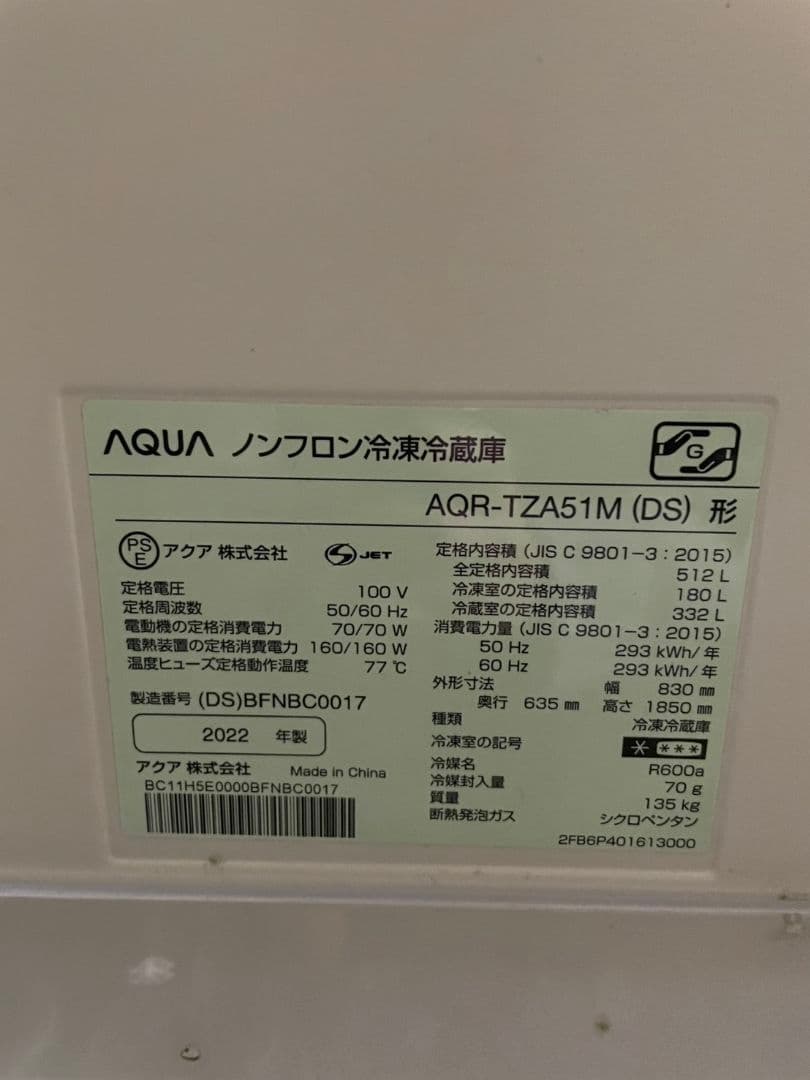 AQUA ノンフロン冷凍冷蔵庫
G
AQR-TZA51M (DS) 形
PSE アクア 株式会社 JET
定格電圧 100 V
定格周波数 50/60 Hz
電動機の定格消費電力 70/70 W
電熱装置の定格消費電力 160/160 W
温度ヒューズ定格動作温度 77 ℃
製造番号 (DS)BFNBC0017
2022 年製
アクア 株式会社 Made in China
BC11H5E0000BFNBC0017
定格内容積 (JIS C 9801-3 : 2015)
全定格内容積 512 L
冷凍室の定格内容積 180 L
冷蔵室の定格内容積 332 L
消費電力量 (JIS C 9801-3 : 2015)
50 Hz 293 kWh/年
60 Hz 293 kWh/年
外形寸法 幅 830 mm
奥行 635 mm 高さ 1850 mm
種類 冷凍冷蔵庫
冷凍室の記号 * ***
冷媒名 R600a
冷媒封入量 70 g
質量 135 kg
断熱発泡ガス シクロペンタン
2FB6P401613000